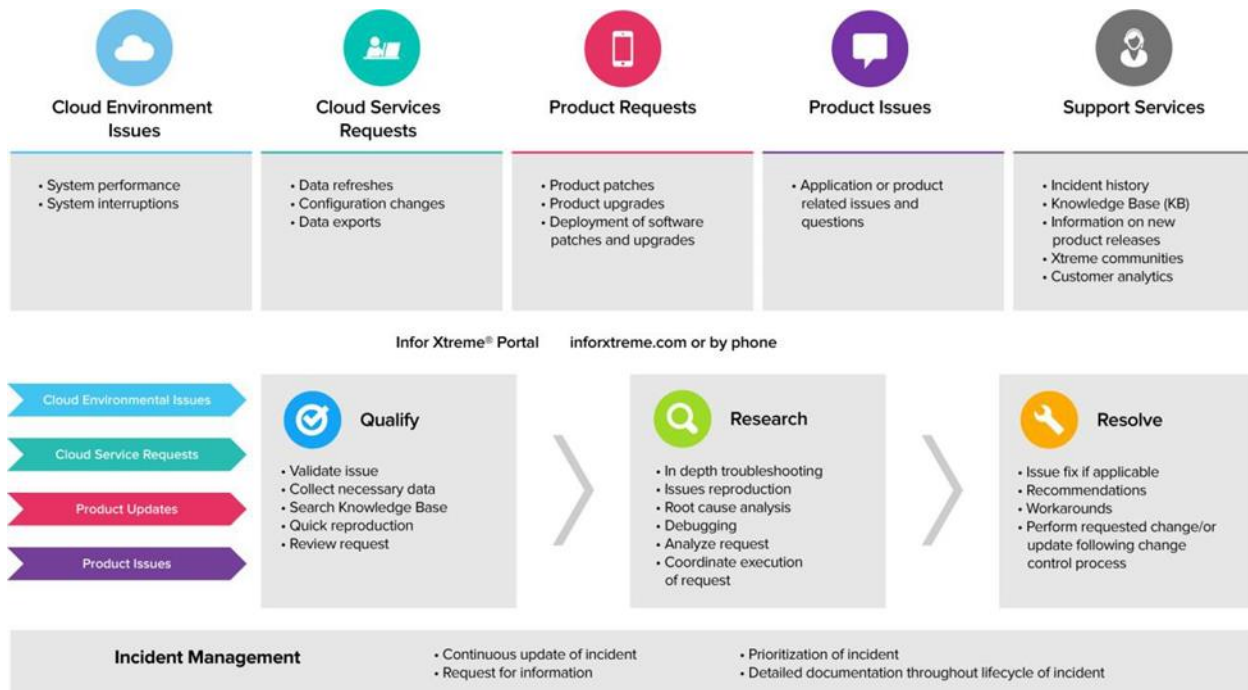 Cloud Environment
Issues
• System performance
• System interruptions
Cloud Services
Requests
• Data refreshes
• Configuration changes
• Data exports
Product Requests
• Product patches
• Product upgrades
• Deployment of software
patches and upgrades
Product Issues
• Application or product
related issues and
questions
Support Services
• Incident history
• Knowledge Base (KB)
• Information on new
product releases
• Xtreme communities
• Customer analytics
Infor Xtreme® Portal inforxtreme.com or by phone
Cloud Environmental Issues
Cloud Service Requests
Product Updates
Product Issues
Qualify
• Validate issue
• Collect necessary data
• Search Knowledge Base
• Quick reproduction
• Review request
Research
• In depth troubleshooting
• Issues reproduction
• Root cause analysis
• Debugging
• Analyze request
• Coordinate execution
of request
Resolve
• Issue fix if applicable
• Recommendations
• Workarounds
• Perform requested change/or
update following change
control process
Incident Management
• Continuous update of incident
• Request for information
• Prioritization of incident
• Detailed documentation throughout lifecycle of incident